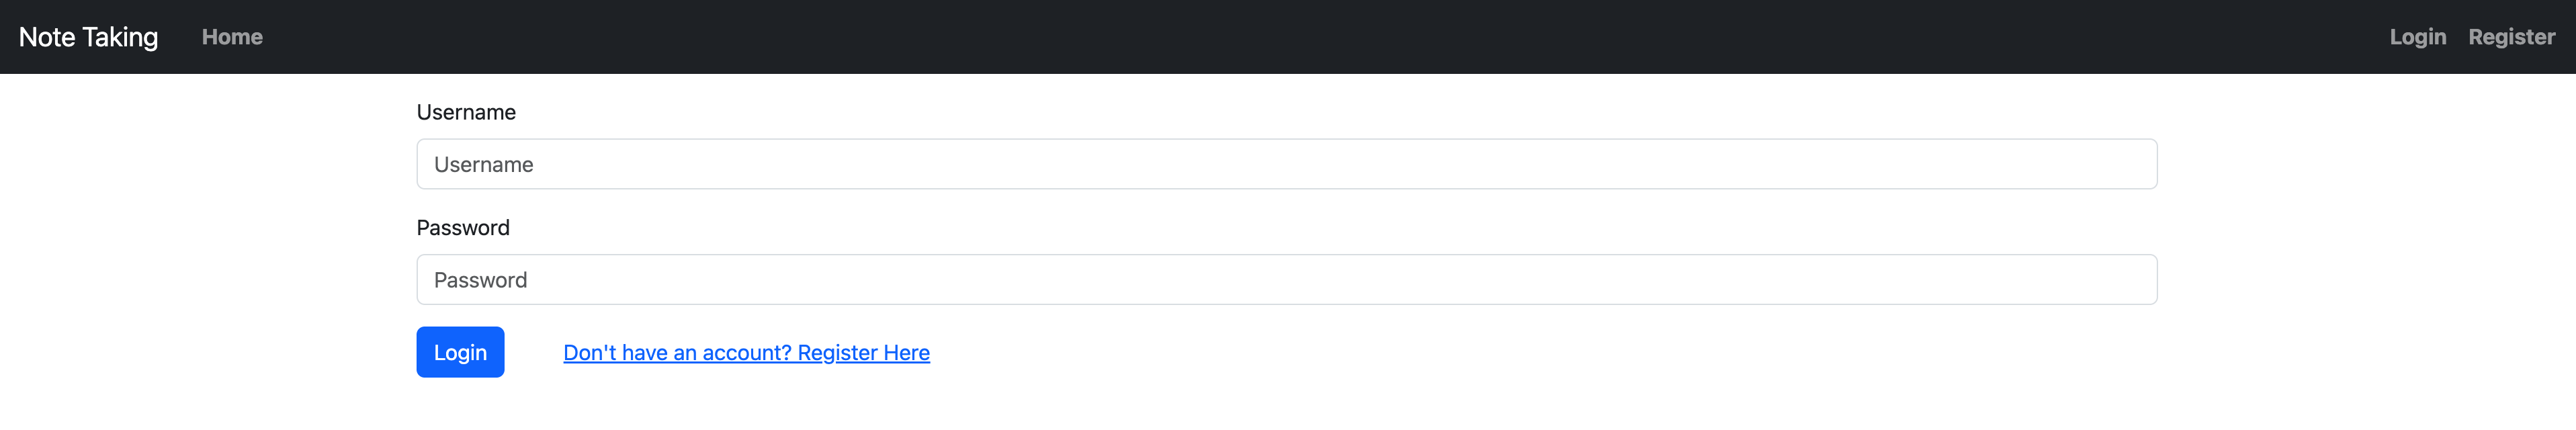 Note Taking Home Login Register
Username
Username
Password
Password
Login Don't have an account? Register Here